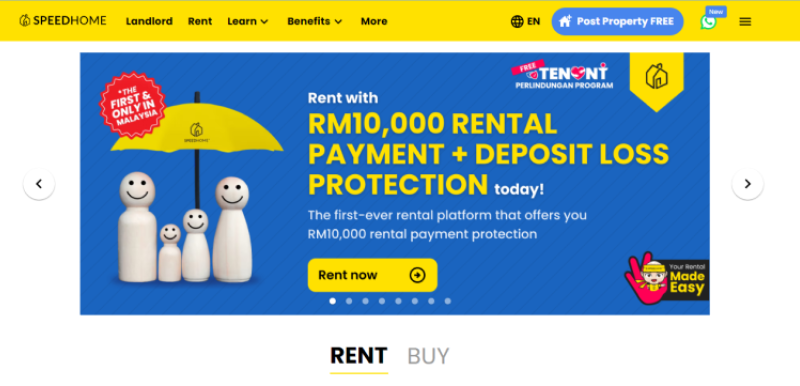 SPEEDHOME
Landlord Rent Learn Benefits More
EN
Post Property FREE
New
*THE
FIRST &
ONLY IN
MALAYSIA
SPEEDHOME
FREE
TENANT
PERLINDUNGAN PROGRAM
Rent with
RM10,000 RENTAL
PAYMENT + DEPOSIT LOSS
PROTECTION today!
The first-ever rental platform that offers you
RM10,000 rental payment protection
Rent now
Your Rental
Made
Easy
RENT BUY